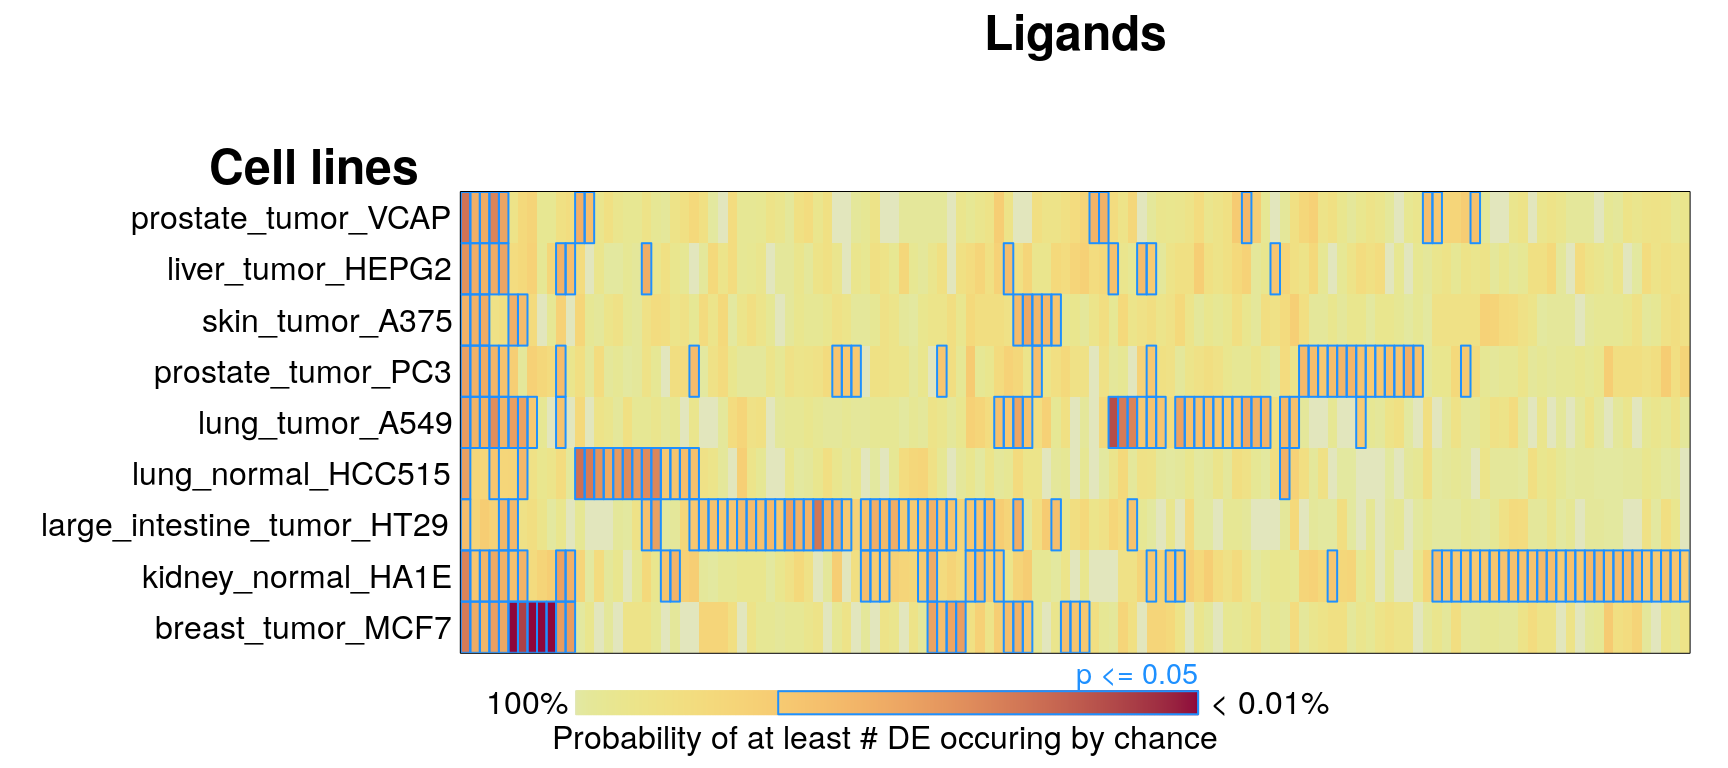 Ligands
Cell lines
prostate_tumor_VCAP
liver_tumor_HEPG2
skin_tumor_A375
prostate_tumor_PC3
lung_tumor_A549
lung_normal_HCC515
large_intestine_tumor_HT29
kidney_normal_HA1E
breast_tumor_MCF7
p <= 0.05
100% < 0.01%
Probability of at least # DE occuring by chance